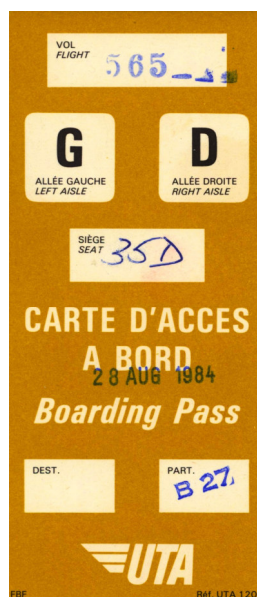 VOL
FLIGHT
565
G
D
ALLÉE GAUCHE
LEFT AISLE
ALLÉE DROITE
RIGHT AISLE
SIÈGE
SEAT
35D
CARTE D'ACCES
A BORD
28 AUG 1984
Boarding Pass
DEST.
PART.
B 27
UTA
FBF
Réf. UTA 120